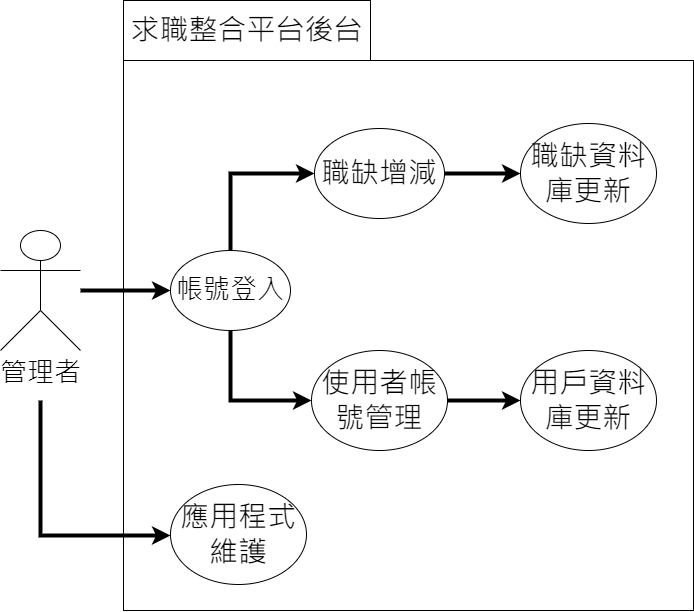 求職整合平台後台
職缺增減
職缺資料
庫更新
帳號登入
管理者
使用者帳
號管理
用戶資料
庫更新
應用程式
維護